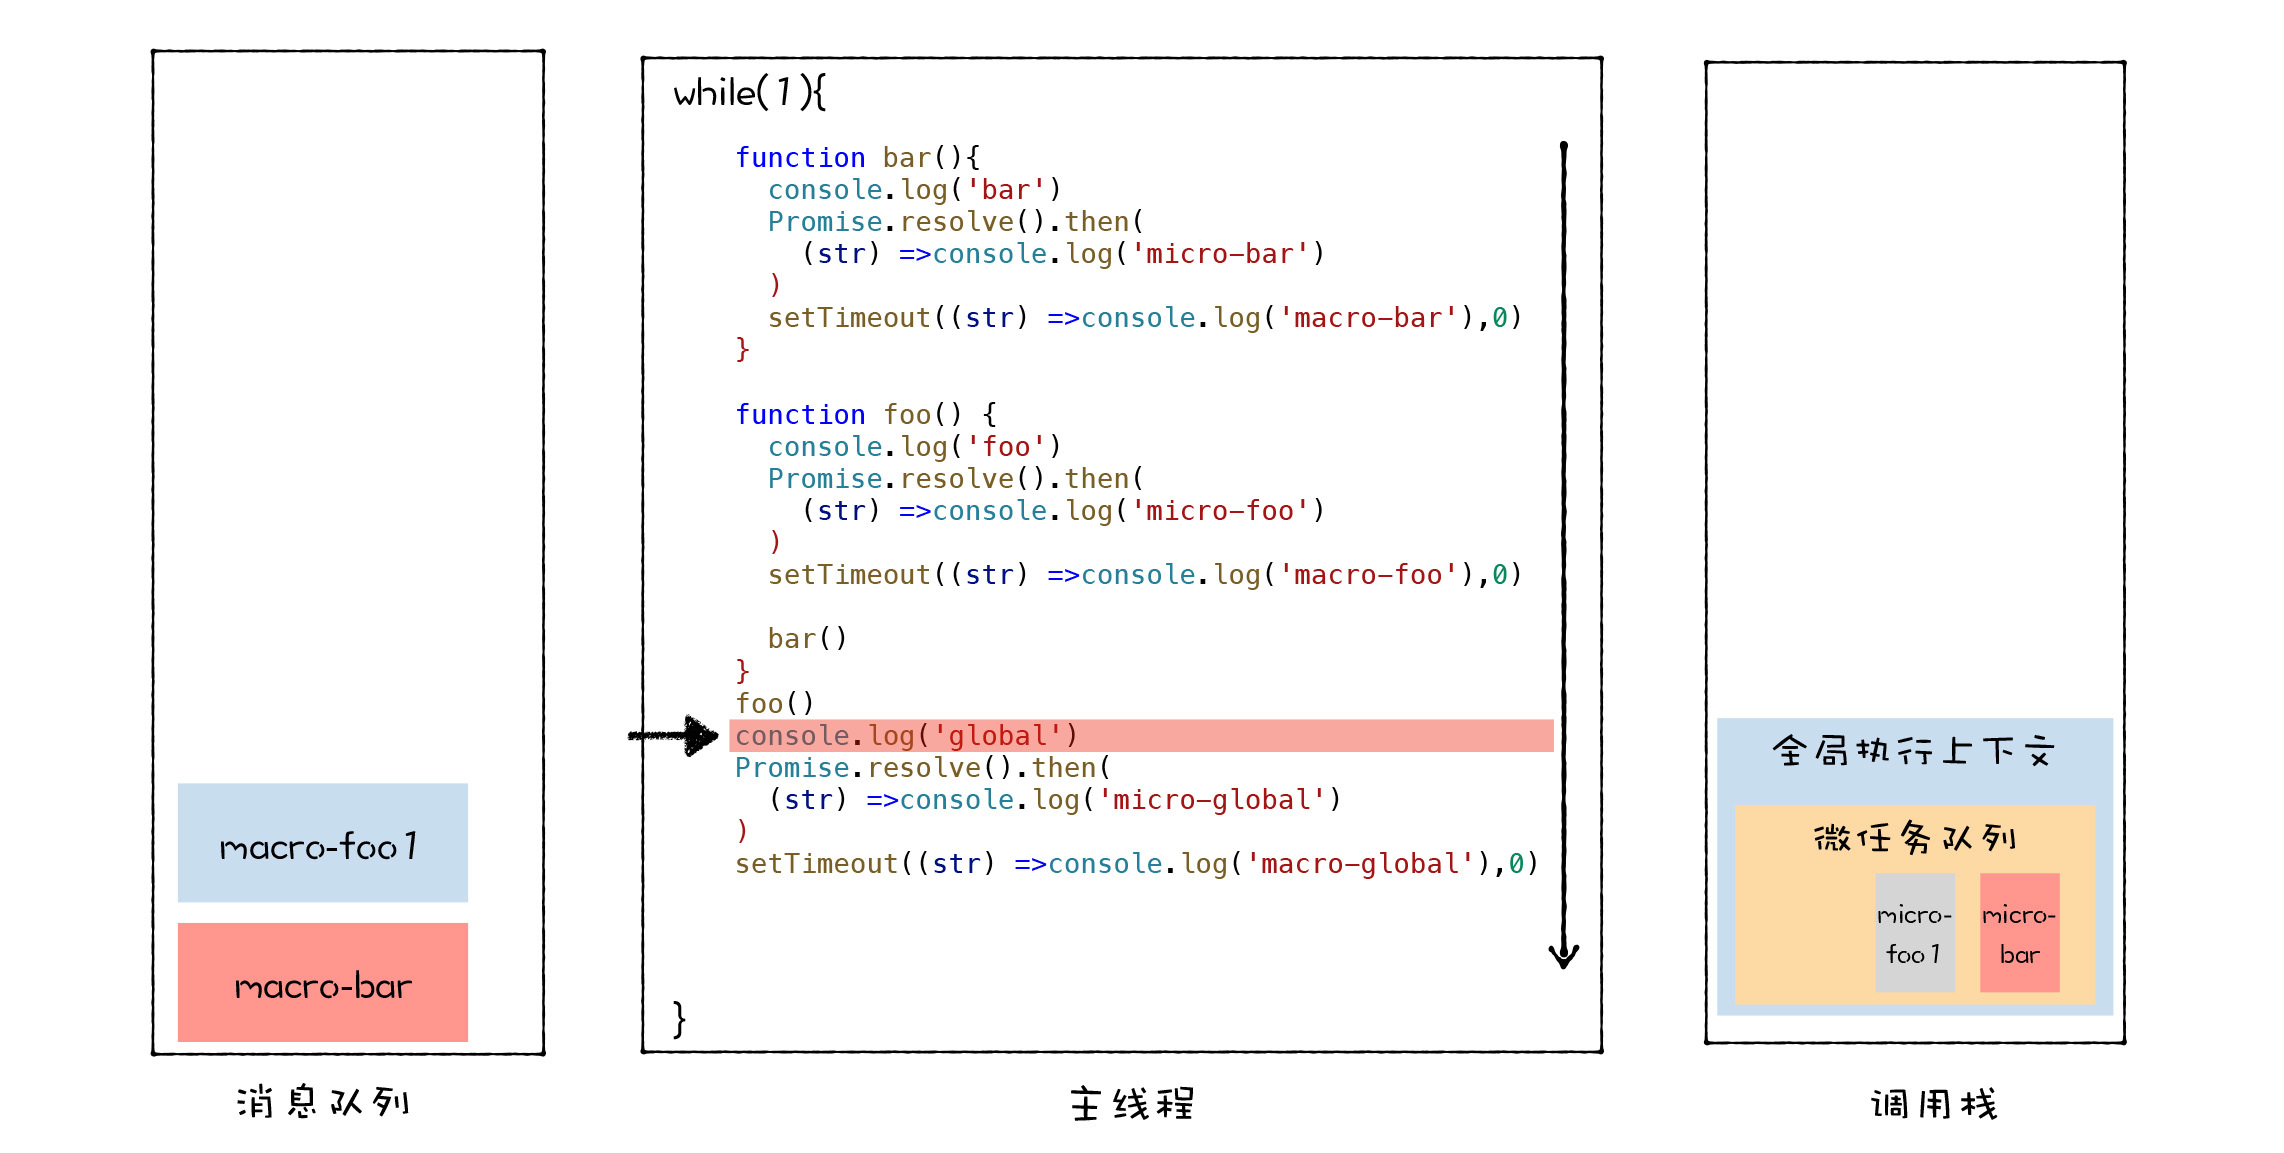 macro-foo1
macro-bar
消息队列
while(1){
function bar(){
  console.log('bar')
  Promise.resolve().then(
    (str) =>console.log('micro-bar')
  )
  setTimeout((str) =>console.log('macro-bar'),0)
}
function foo() {
  console.log('foo')
  Promise.resolve().then(
    (str) =>console.log('micro-foo')
  )
  setTimeout((str) =>console.log('macro-foo'),0)
  bar()
}
foo()
console.log('global')
Promise.resolve().then(
  (str) =>console.log('micro-global')
)
setTimeout((str) =>console.log('macro-global'),0)
}
主线程
全局执行上下文
微任务队列
micro-
foo1
micro-
bar
调用栈